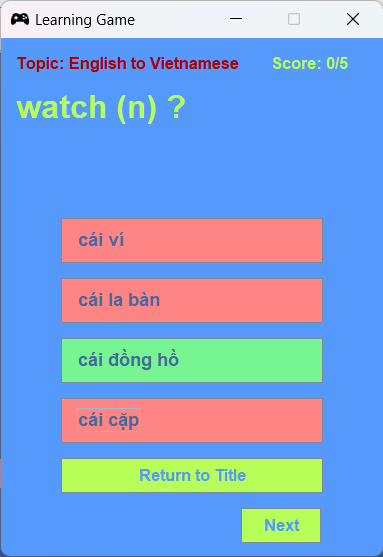 Learning Game
Topic: English to Vietnamese Score: 0/5
watch (n) ?
cái ví
cái la bàn
cái đồng hồ
cái cặp
Return to Title
Next